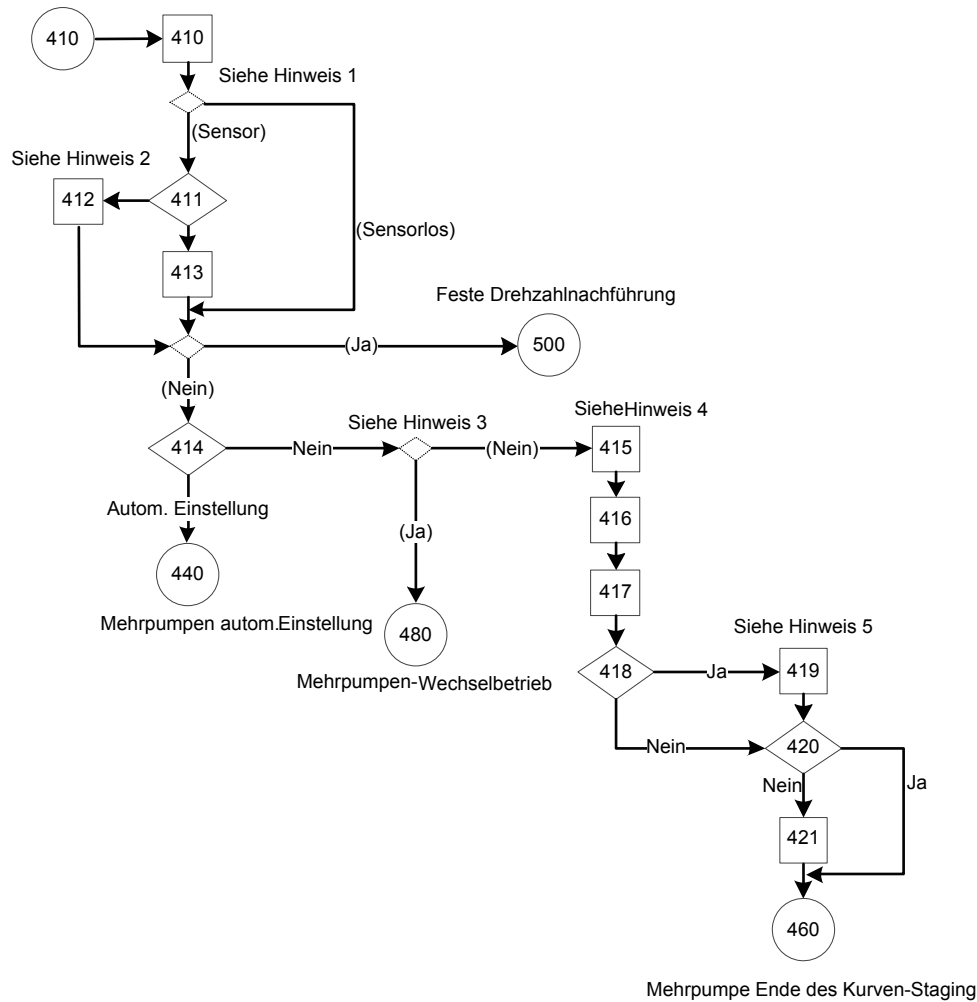 410
410
Siehe Hinweis 1
(Sensor)
Siehe Hinweis 2
412
411
(Sensorlos)
413
Feste Drehzahlnachführung
(Ja)
500
(Nein)
Siehe Hinweis 3
SieheHinweis 4
414
Nein
(Nein)
415
Autom. Einstellung
(Ja)
416
440
417
Mehrpumpen autom.Einstellung
480
Siehe Hinweis 5
Mehrpumpen-Wechselbetrieb
418
Ja
419
Nein
420
Nein
Ja
421
460
Mehrpumpe Ende des Kurven-Staging